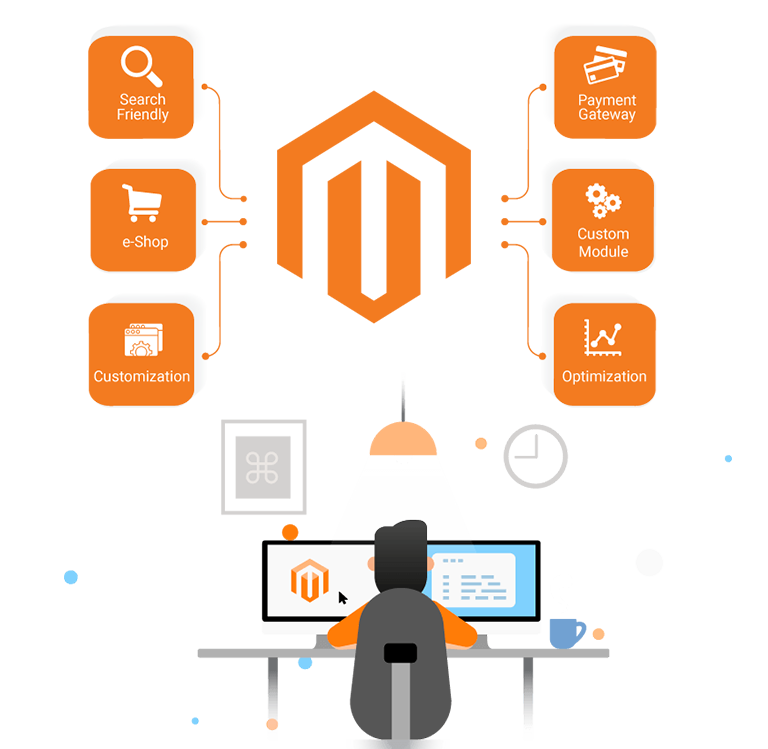 Search
Friendly
Payment
Gateway
e-Shop
Custom
Module
Customization
Optimization